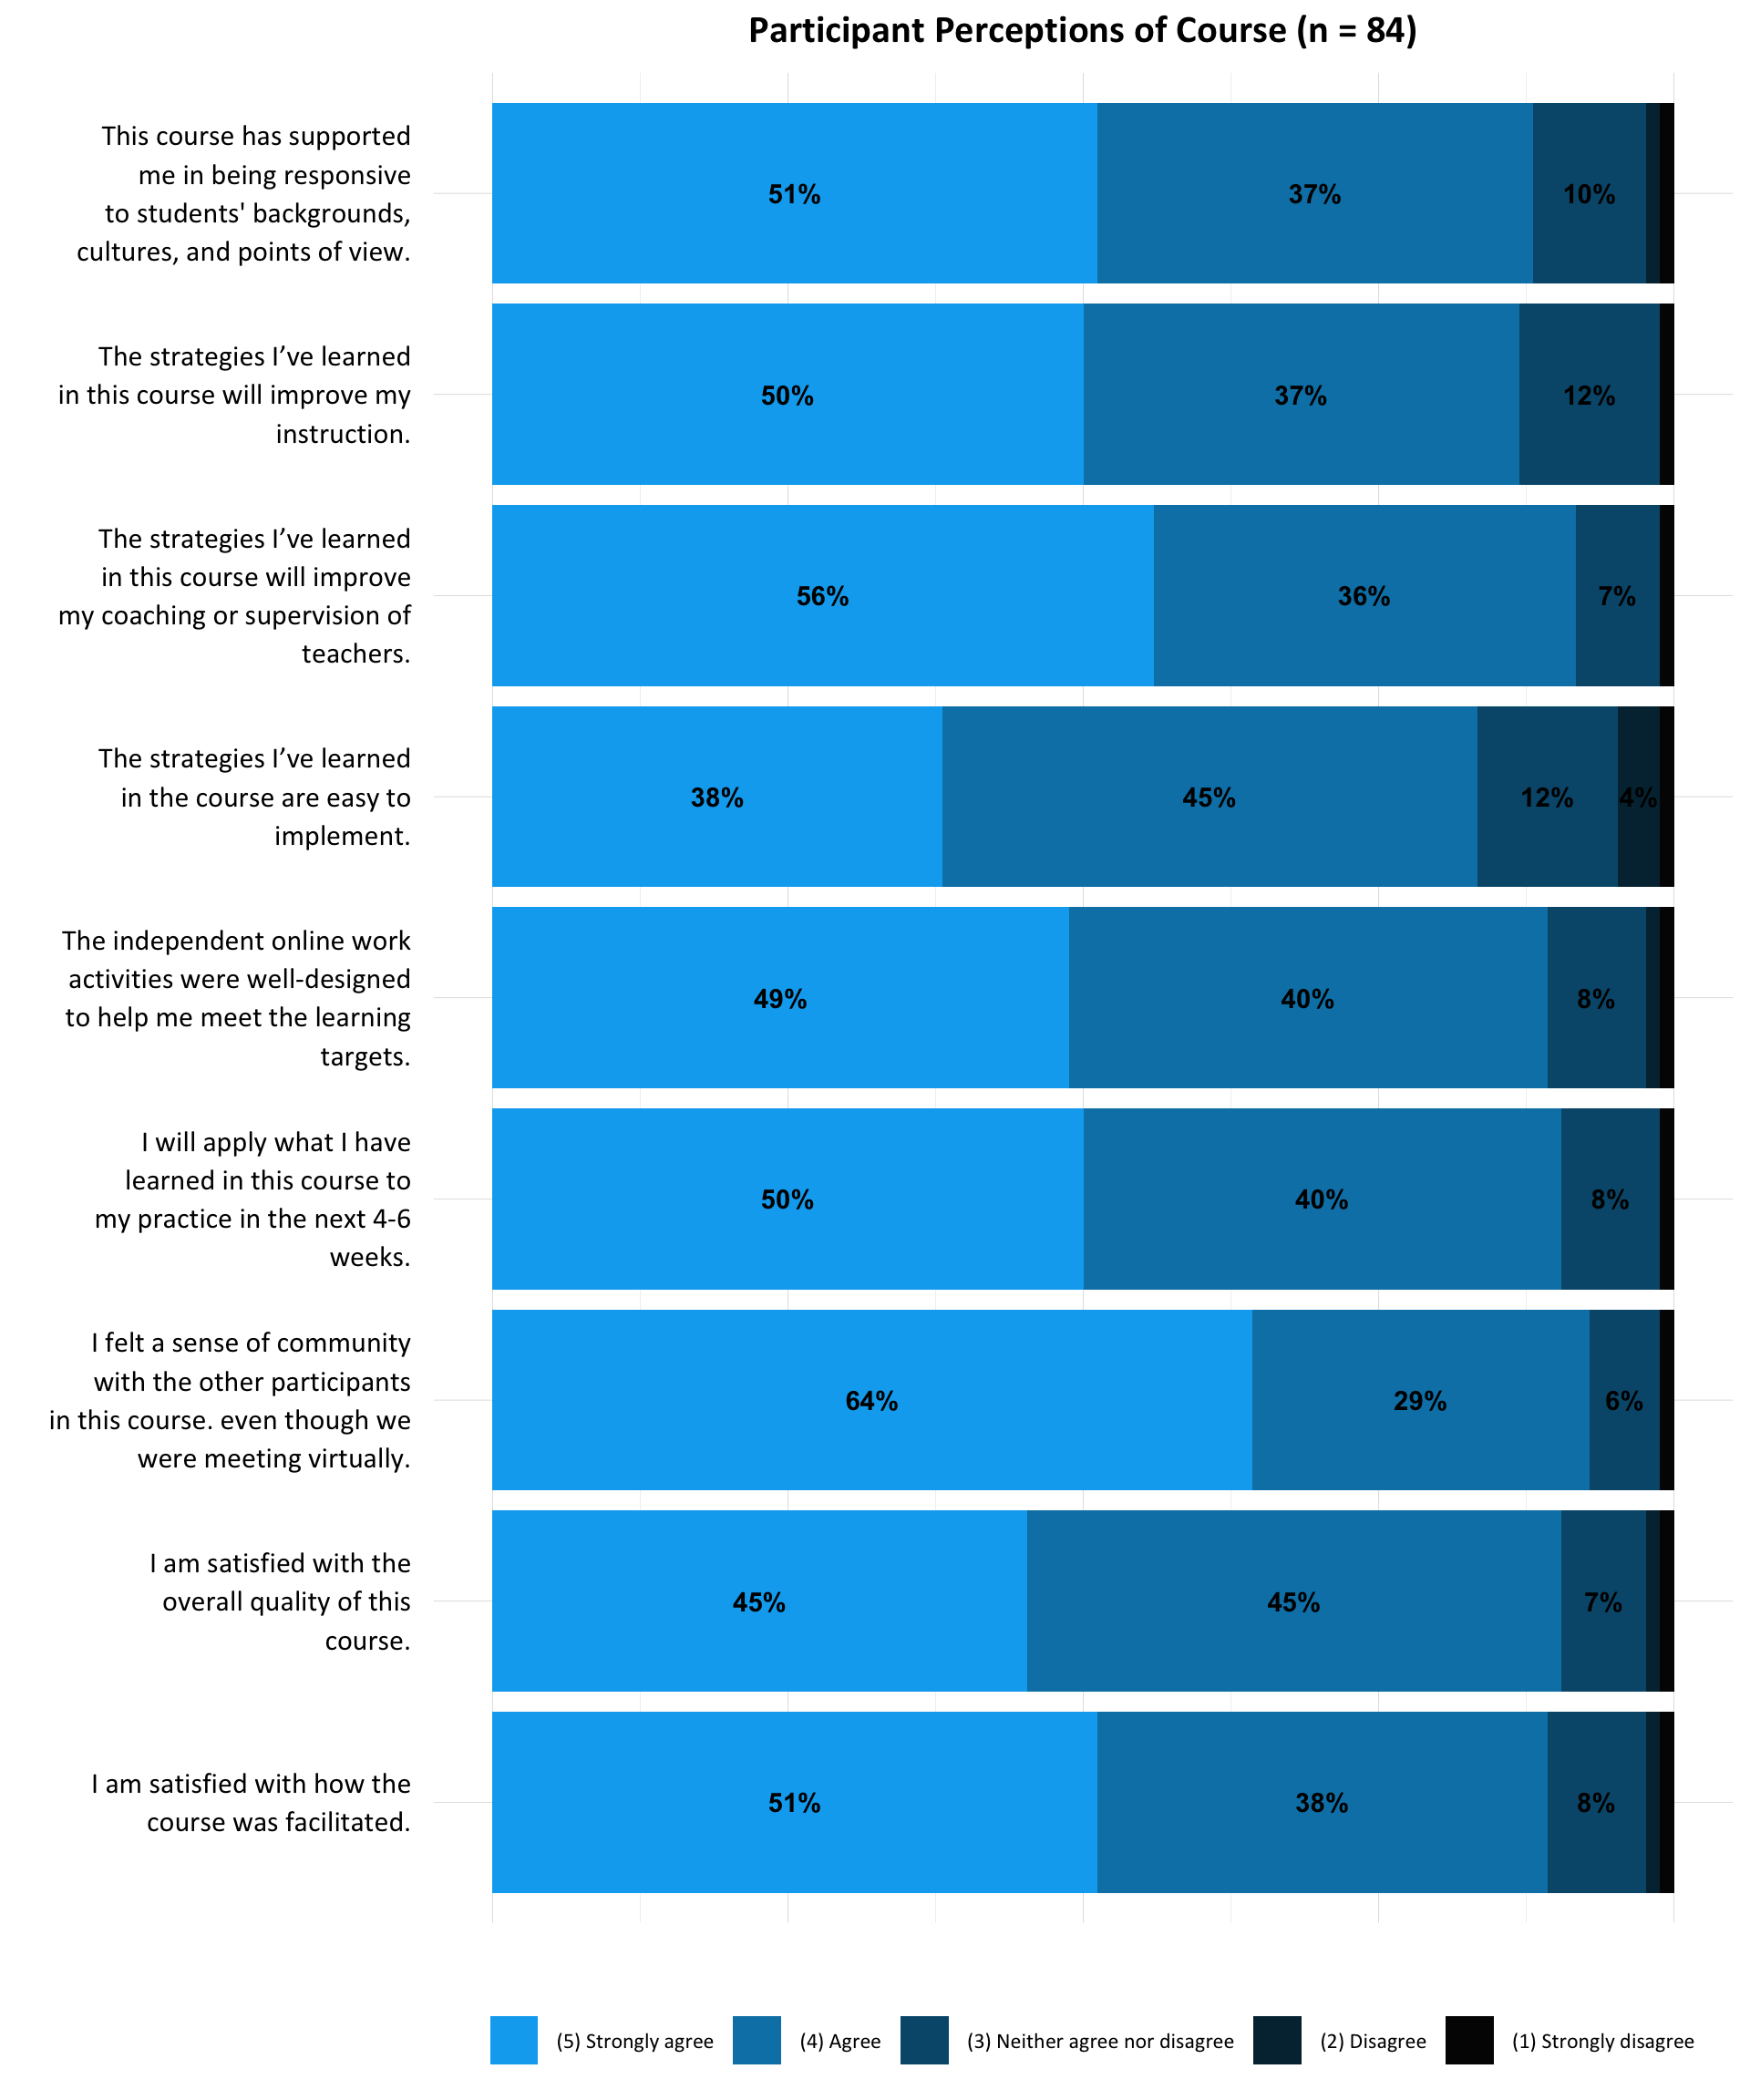 Participant Perceptions of Course (n = 84)
This course has supported
me in being responsive
to students' backgrounds,
cultures, and points of view.
51%
37%
10%
The strategies I’ve learned
in this course will improve my
instruction.
50%
37%
12%
The strategies I’ve learned
in this course will improve
my coaching or supervision of
teachers.
56%
36%
7%
The strategies I’ve learned
in the course are easy to
implement.
38%
45%
12%
4%
The independent online work
activities were well-designed
to help me meet the learning
targets.
49%
40%
8%
I will apply what I have
learned in this course to
my practice in the next 4-6
weeks.
50%
40%
8%
I felt a sense of community
with the other participants
in this course. even though we
were meeting virtually.
64%
29%
6%
I am satisfied with the
overall quality of this
course.
45%
45%
7%
I am satisfied with how the
course was facilitated.
51%
38%
8%
(5) Strongly agree
(4) Agree
(3) Neither agree nor disagree
(2) Disagree
(1) Strongly disagree